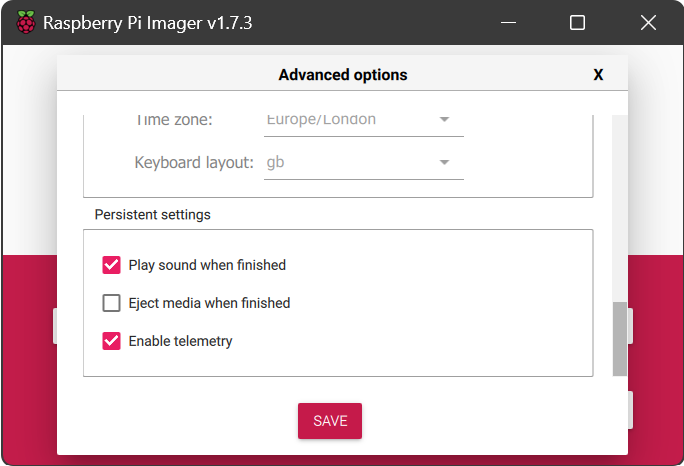 Raspberry Pi Imager v1.7.3
Advanced options
X
Time zone: Europe/London
Keyboard layout: gb
Persistent settings
Play sound when finished
Eject media when finished
Enable telemetry
SAVE